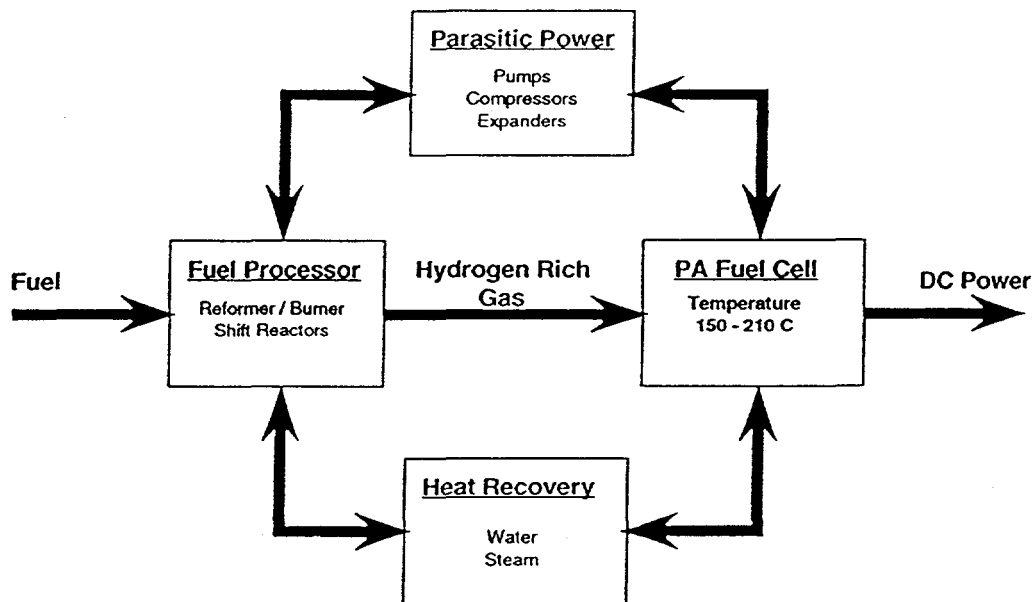 Parasitic Power
Pumps
Compressors
Expanders
Fuel
Fuel Processor
Reformer / Burner
Shift Reactors
Hydrogen Rich
Gas
PA Fuel Cell
Temperature
150 - 210 C
DC Power
Heat Recovery
Water
Steam